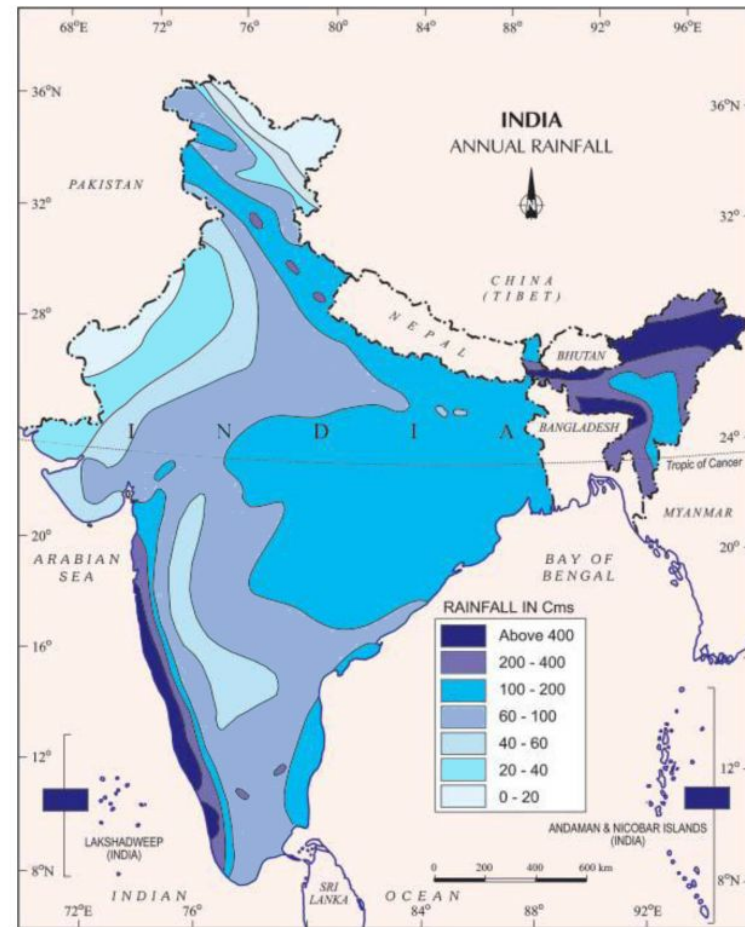 68°E 72° 76° 80° 84° 88° 92° 96°E
36°N
36°N
INDIA
ANNUAL RAINFALL
N
PAKISTAN
32°
32°
CHINA
(TIBET)
28°
28°
NEPAL
BHUTAN
INDIA
BANGLADESH
24°
24°
Tropic of Cancer
MYANMAR
20°
20°
ARABIAN
SEA
BAY OF
BENGAL
RAINFALL IN Cms
Above 400
200 - 400
100 - 200
60 - 100
40 - 60
20 - 40
0 - 20
16°
16°
12°
12°
LAKSHADWEEP
(INDIA)
ANDAMAN & NICOBAR ISLANDS
(INDIA)
0 200 400 600 km
8°N
8°N
INDIAN OCEAN
SRI
LANKA
72°E 76° 80° 84° 88° 92°E